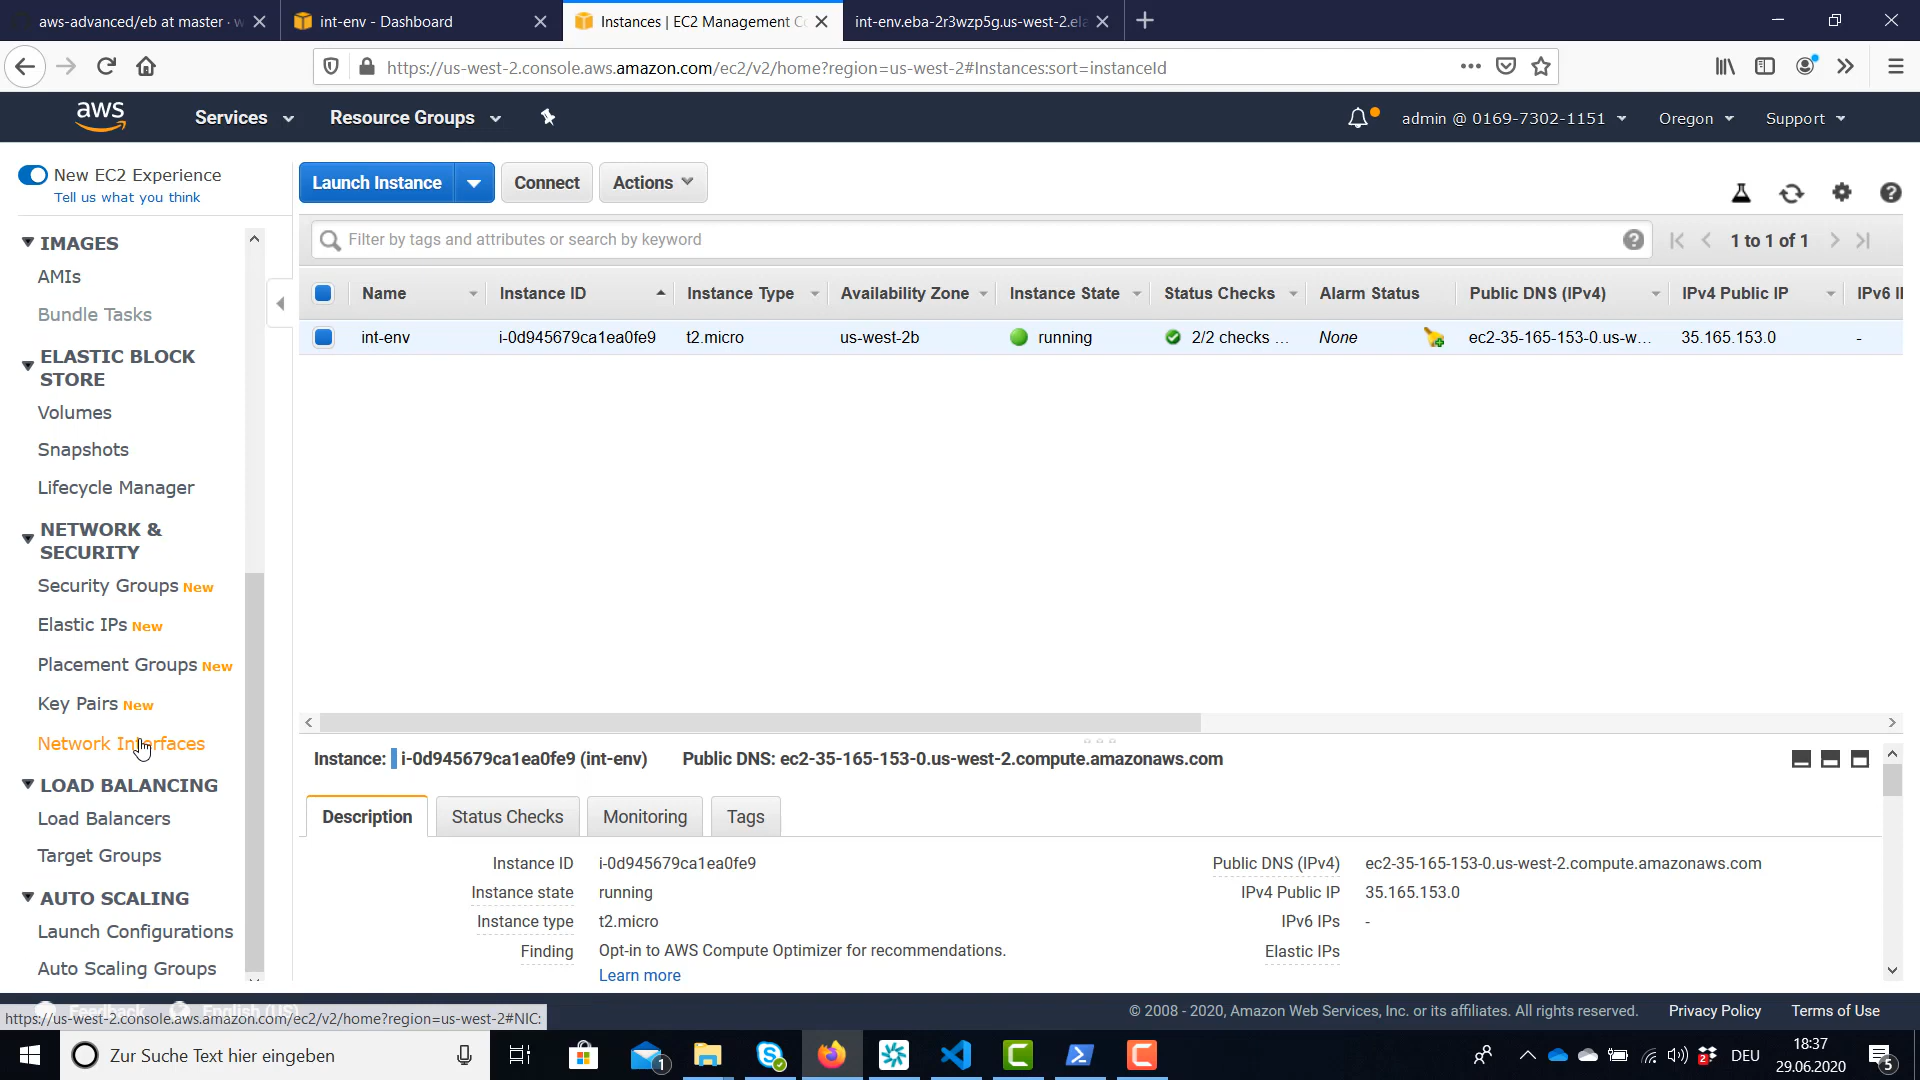 aws-advanced/eb at master · w
int-env - Dashboard
Instances | EC2 Management Co
int-env.eba-2r3wzp5g.us-west-2.ela
https://us-west-2.console.aws.amazon.com/ec2/v2/home?region=us-west-2#Instances:sort=instanceId
aws
Services
Resource Groups
admin @ 0169-7302-1151
Oregon
Support
New EC2 Experience
Tell us what you think
Launch Instance
Connect
Actions
Filter by tags and attributes or search by keyword
1 to 1 of 1
IMAGES
AMIs
Bundle Tasks
ELASTIC BLOCK
STORE
Volumes
Snapshots
Lifecycle Manager
NETWORK &
SECURITY
Security Groups New
Elastic IPs New
Placement Groups New
Key Pairs New
Network Interfaces
LOAD BALANCING
Load Balancers
Target Groups
AUTO SCALING
Launch Configurations
Auto Scaling Groups
Name Instance ID Instance Type Availability Zone Instance State Status Checks Alarm Status Public DNS (IPv4) IPv4 Public IP IPv6 I
int-env i-0d945679ca1ea0fe9 t2.micro us-west-2b running 2/2 checks ... None ec2-35-165-153-0.us-w... 35.165.153.0 -
Instance: i-0d945679ca1ea0fe9 (int-env) Public DNS: ec2-35-165-153-0.us-west-2.compute.amazonaws.com
Description
Status Checks
Monitoring
Tags
Instance ID i-0d945679ca1ea0fe9
Instance state running
Instance type t2.micro
Finding Opt-in to AWS Compute Optimizer for recommendations.
Learn more
Public DNS (IPv4) ec2-35-165-153-0.us-west-2.compute.amazonaws.com
IPv4 Public IP 35.165.153.0
IPv6 IPs -
Elastic IPs
Feedback English (US)
https://us-west-2.console.aws.amazon.com/ec2/v2/home?region=us-west-2#NIC:
© 2008 - 2020, Amazon Web Services, Inc. or its affiliates. All rights reserved.
Privacy Policy
Terms of Use
Zur Suche Text hier eingeben
1
2
DEU
18:37
29.06.2020
5